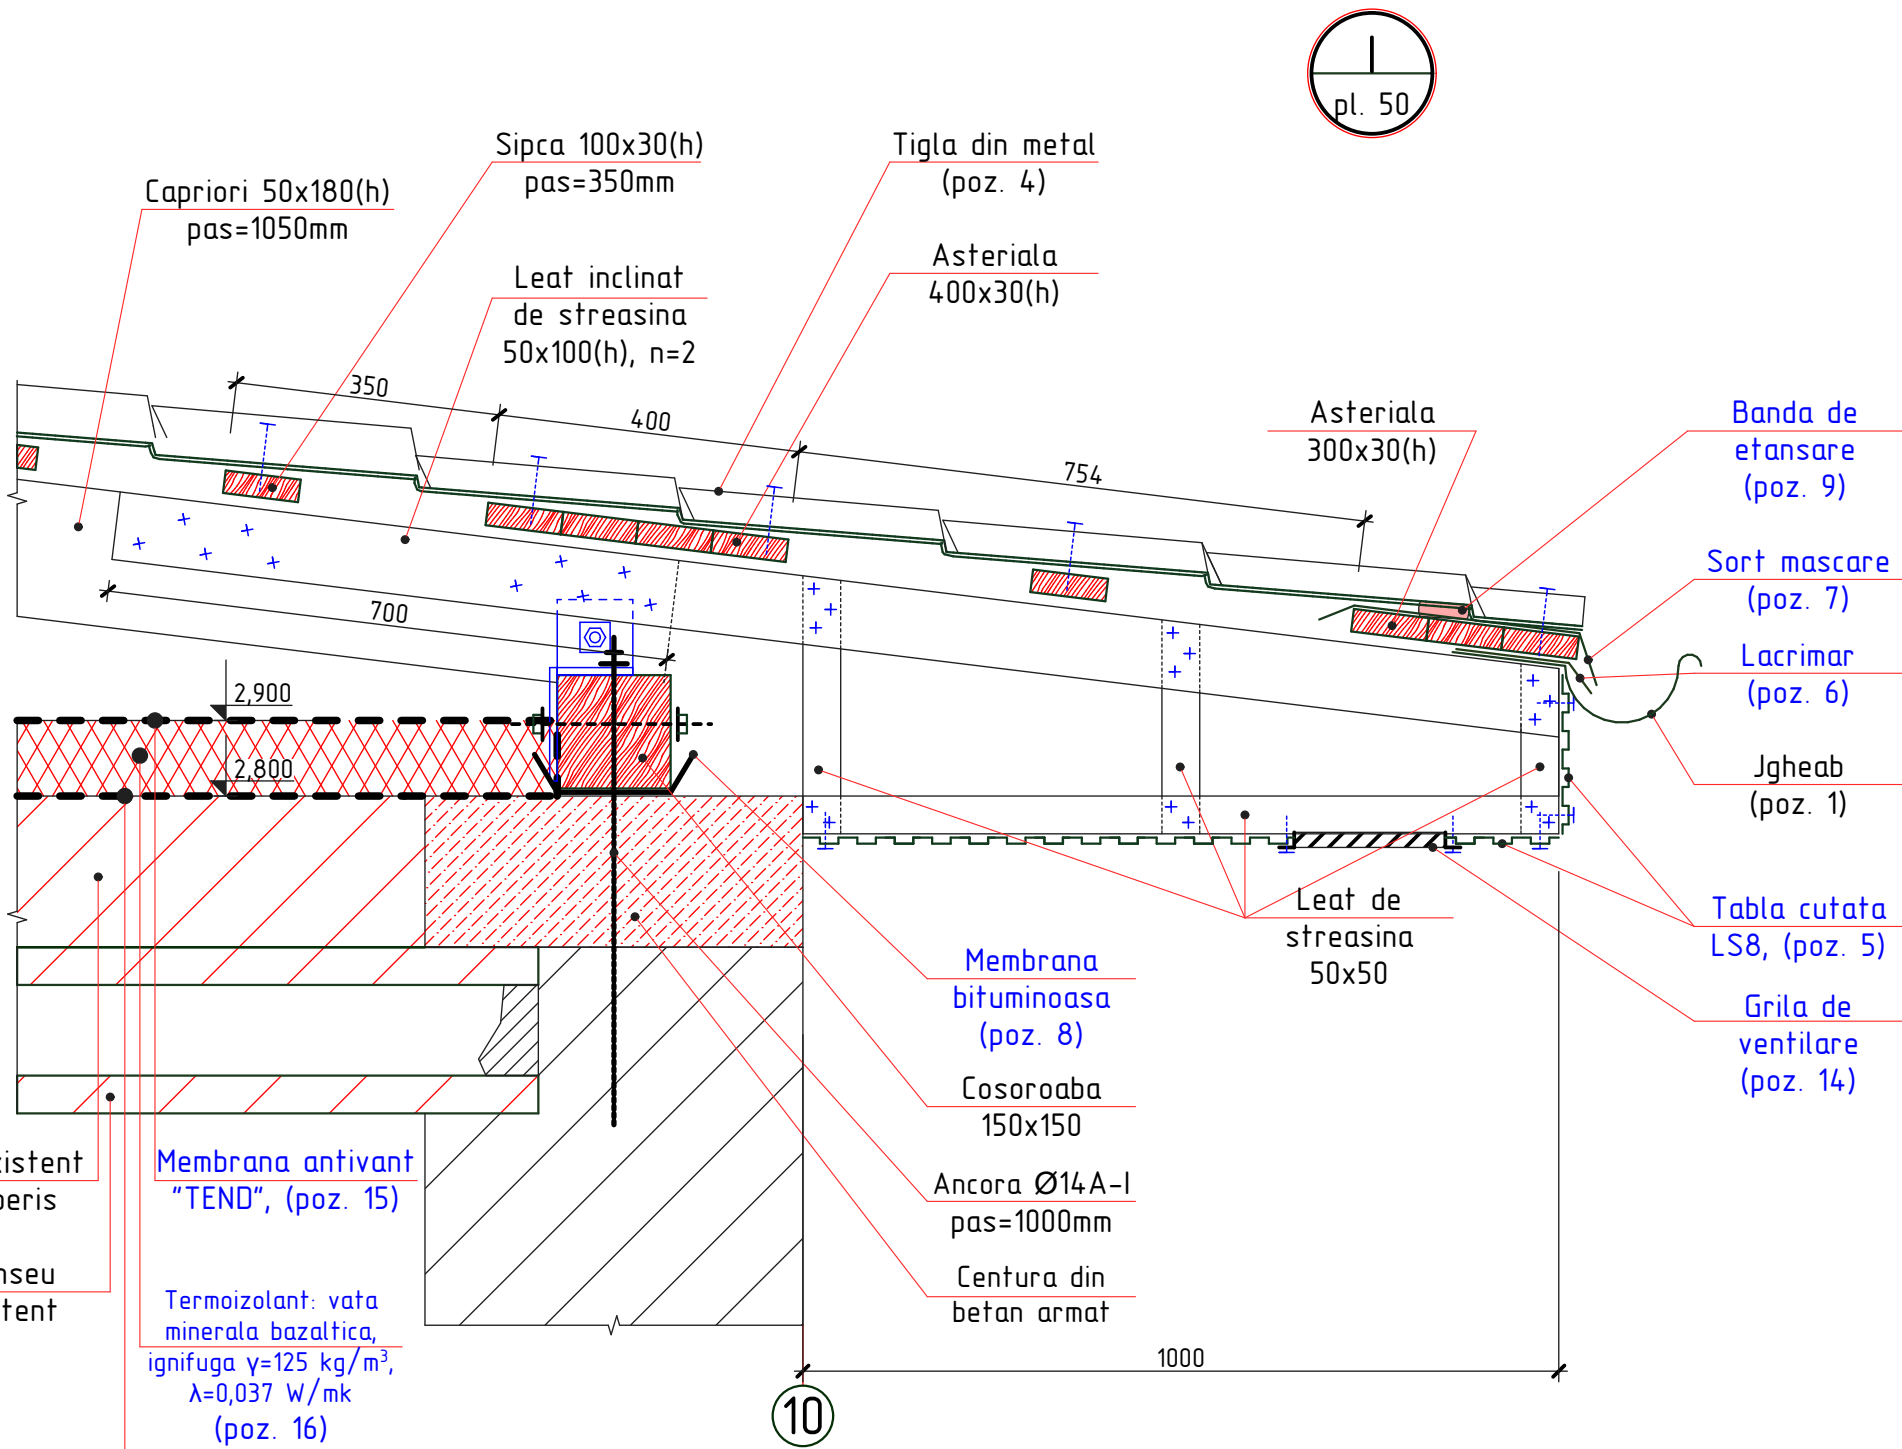 I
pl. 50
Sipca 100x30(h)
pas=350mm
Tigla din metal
(poz. 4)
Capriori 50x180(h)
pas=1050mm
Asteriala
400x30(h)
Leat inclinat
de streasina
50x100(h), n=2
350
400
754
Asteriala
300x30(h)
Banda de
etansare
(poz. 9)
Sort mascare
(poz. 7)
Lacrimar
(poz. 6)
Jgheab
(poz. 1)
700
2,900
2,800
Leat de
streasina
50x50
Tabla cutata
LS8, (poz. 5)
Grila de
ventilare
(poz. 14)
Membrana
bituminoasa
(poz. 8)
Cosoroaba
150x150
Ancora Ø14A-I
pas=1000mm
Centura din
betan armat
xistent
peris
Membrana antivant
"TEND", (poz. 15)
nseu
tent
Termoizolant: vata
minerala bazaltica,
ignifuga γ=125 kg/m³,
λ=0,037 W/mk
(poz. 16)
1000
10